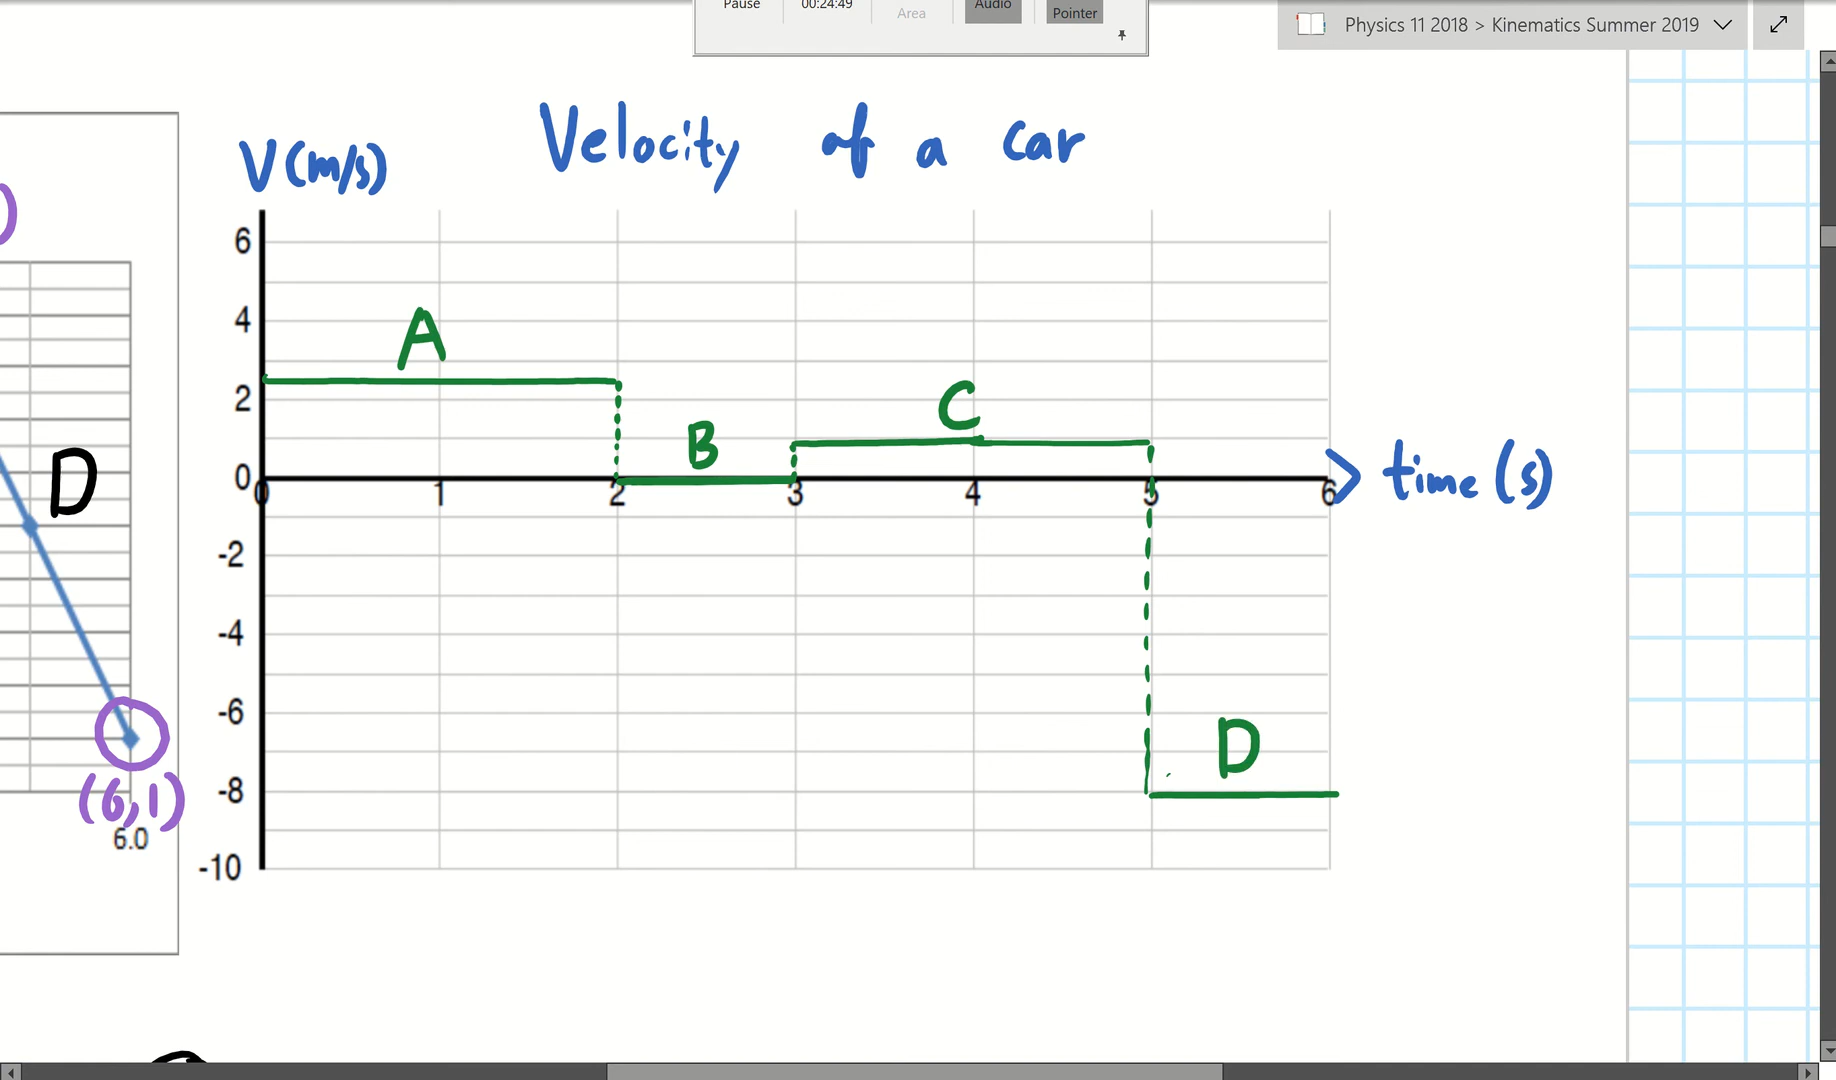 Pause 00:24:49 Area Audio Pointer
Physics 11 2018 > Kinematics Summer 2019
Velocity of a car
V(m/s)
6
4
A
2
C
B
0
0 1 2 3 4 5 6
time (s)
-2
-4
-6
-8
-10
D
D
(6,1)
6.0